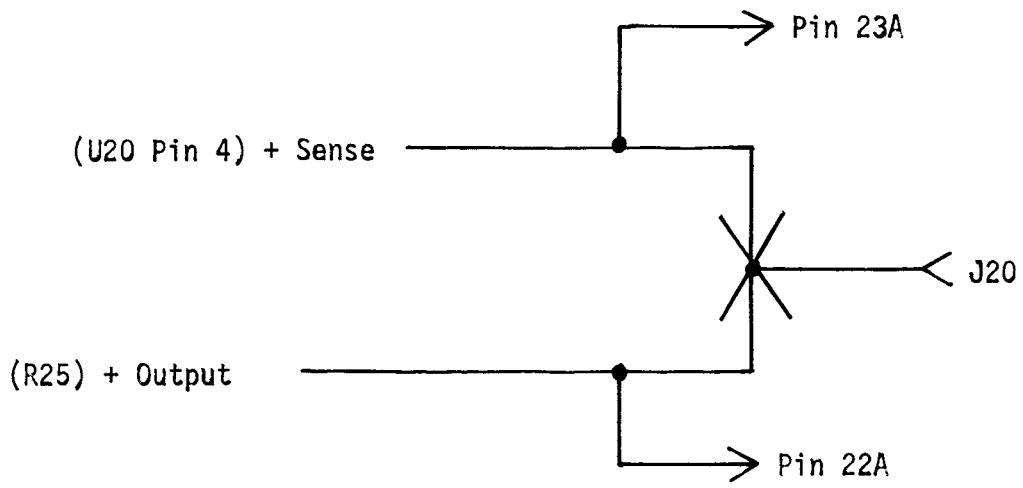 Pin 23A
(U20 Pin 4) + Sense
J20
(R25) + Output
Pin 22A